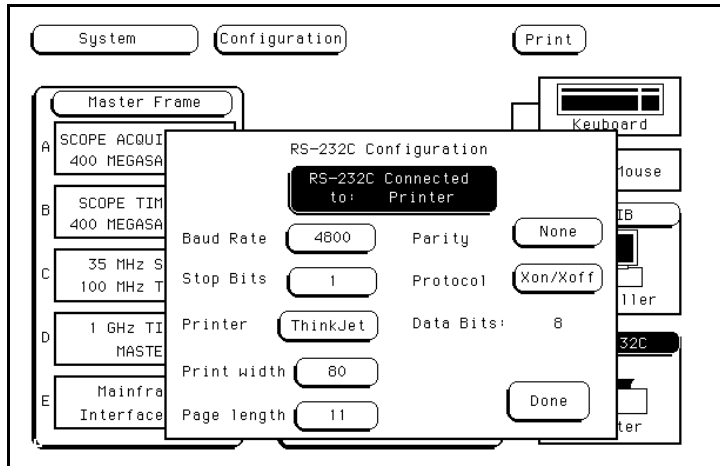 System Configuration Print
Master Frame
Keyboard
A SCOPE ACQUI
400 MEGASA
RS-232C Configuration
RS-232C Connected
to: Printer
Mouse
B SCOPE TIM
400 MEGASA
IB
Baud Rate 4800 Parity None
C 35 MHz S
100 MHz T
Stop Bits 1 Protocol Xon/Xoff
ller
D 1 GHz TI
MASTE
Printer ThinkJet Data Bits: 8
32C
Print width 80
E Mainfra
Interface
Page length 11 Done
ter